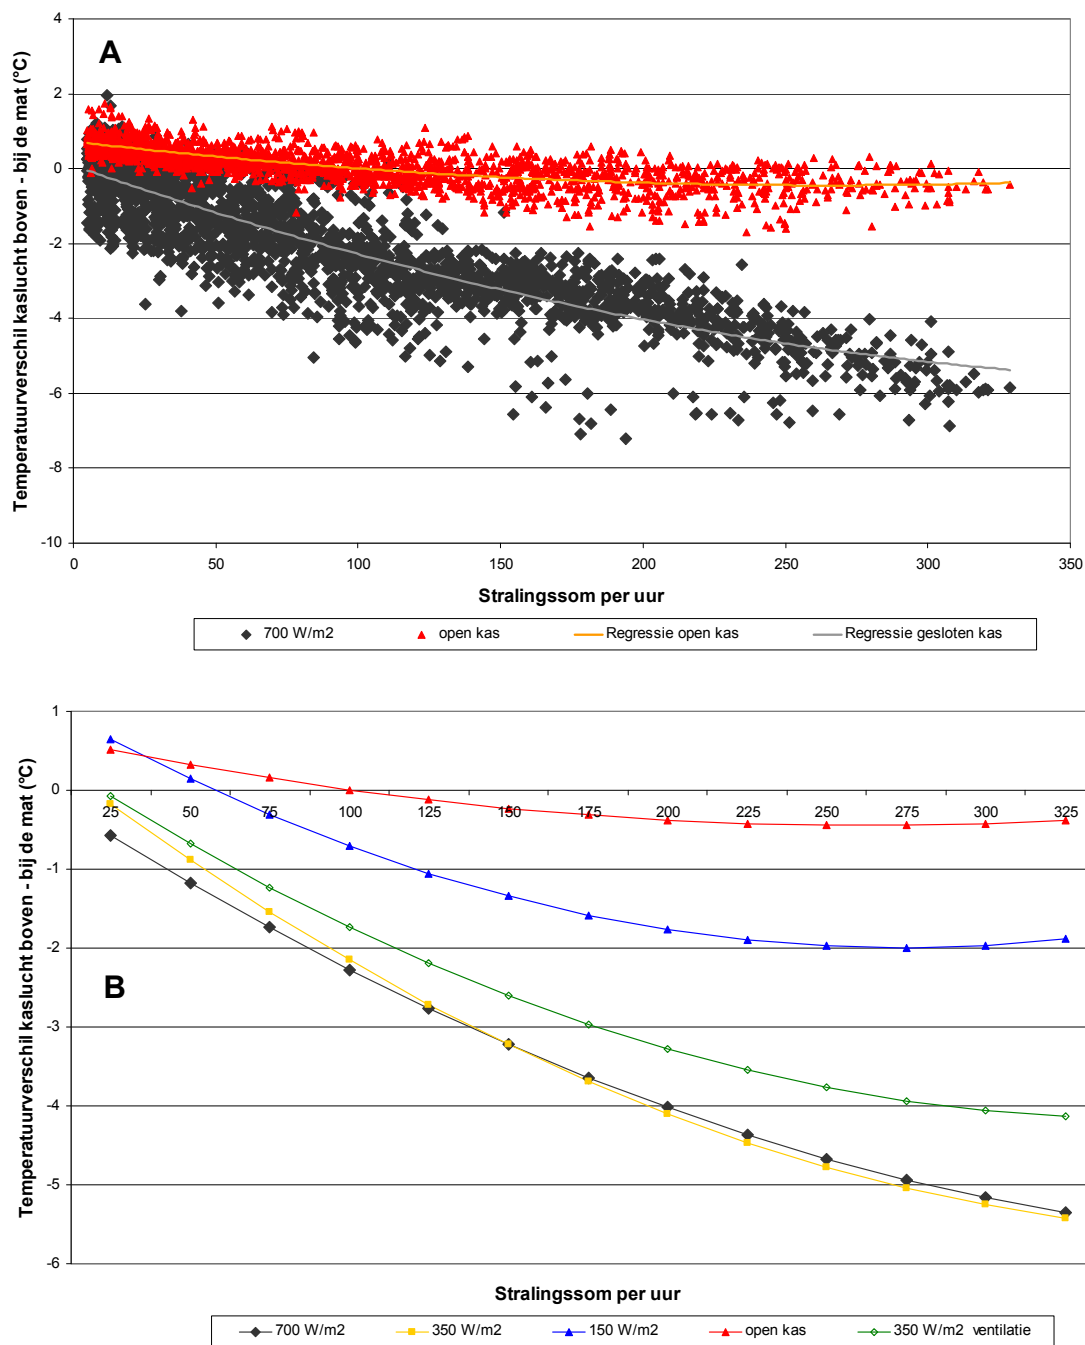 A
Temperatuurverschil kaslucht boven - bij de mat (°C)
4
2
0
-2
-4
-6
-8
-10
0 50 100 150 200 250 300 350
Stralingssom per uur
700 W/m2 open kas Regressie open kas Regressie gesloten kas
B
Temperatuurverschil kaslucht boven - bij de mat (°C)
1
0
-1
-2
-3
-4
-5
-6
25 50 75 100 125 150 175 200 225 250 275 300 325
Stralingssom per uur
700 W/m2 350 W/m2 150 W/m2 open kas 350 W/m2 ventilatie